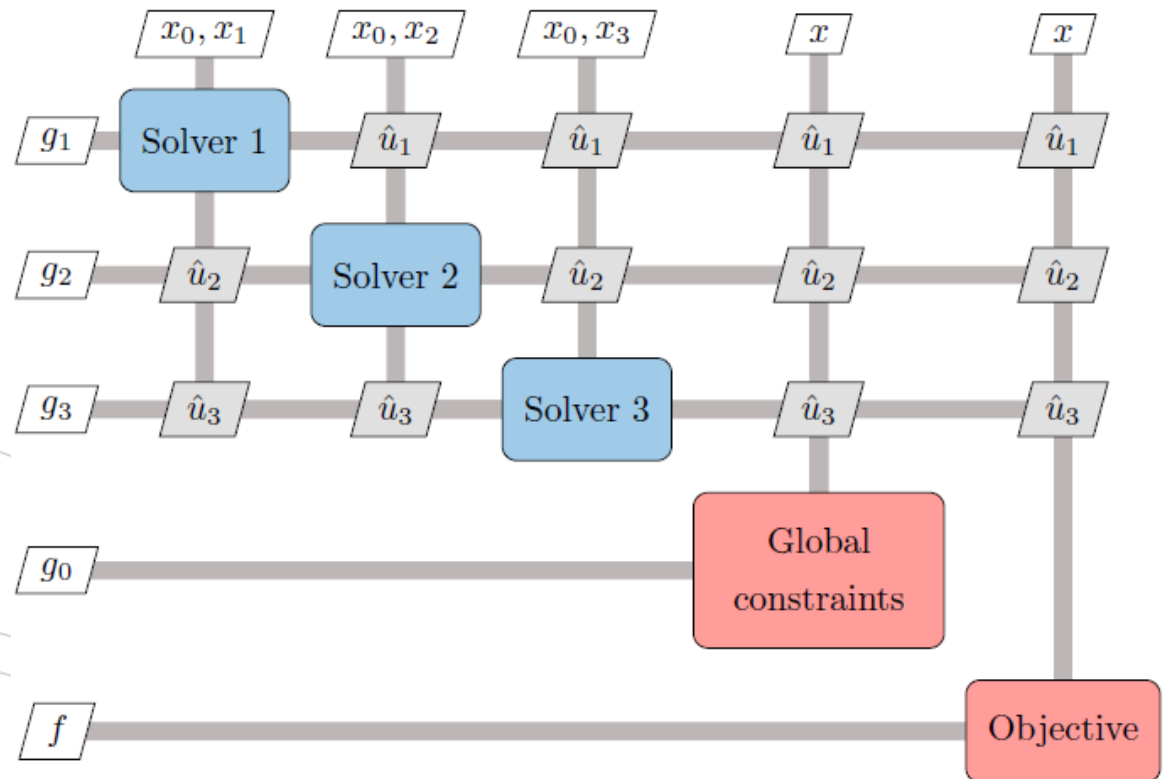 x₀, x₁ x₀, x₂ x₀, x₃ x x
g₁ Solver 1 û₁ û₁ û₁ û₁
g₂ û₂ Solver 2 û₂ û₂ û₂
g₃ û₃ û₃ Solver 3 û₃ û₃
g₀ Global
constraints
f Objective